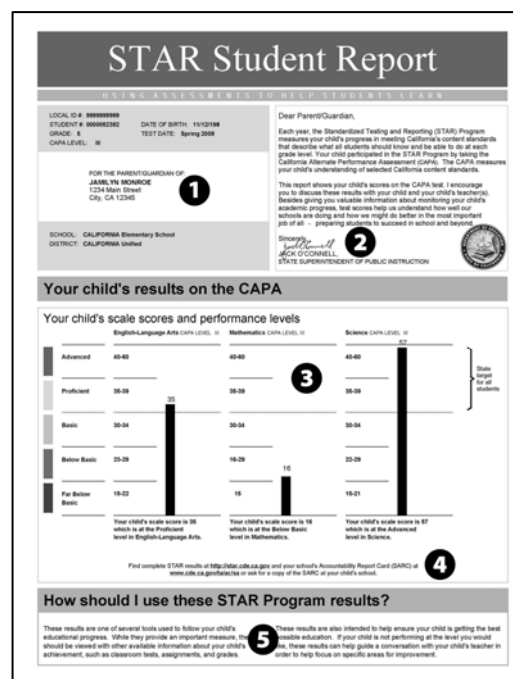 STAR Student Report
USING ASSESSMENTS TO HELP STUDENTS LEARN
LOCAL ID #: 9999999999
STUDENT #: 0000062392 DATE OF BIRTH: 11/12/198
GRADE: 5 TEST DATE: Spring 2009
CAPA LEVEL: III
FOR THE PARENT/GUARDIAN OF:
JAMILYN MONROE
1234 Main Street
City, CA 12345
1
SCHOOL: CALIFORNIA Elementary School
DISTRICT: CALIFORNIA Unified
Dear Parent/Guardian,
Each year, the Standardized Testing and Reporting (STAR) Program
measures your child's progress in meeting California's content standards
that describe what all students should know and be able to do at each
grade level. Your child participated in the STAR Program by taking the
California Alternate Performance Assessment (CAPA). The CAPA measures
your child's understanding of selected California content standards.
This report shows your child's scores on the CAPA test. I encourage
you to discuss these results with your child and your child's teacher(s).
Besides giving you valuable information about monitoring your child's
academic progress, test scores help us understand how well our
schools are doing and how we might do better in the most important
job of all - preparing students to succeed in school and beyond.
Sincerely,
2
JACK O'CONNELL,
STATE SUPERINTENDENT OF PUBLIC INSTRUCTION
Your child's results on the CAPA
Your child's scale scores and performance levels
English-Language Arts CAPA LEVEL III Mathematics CAPA LEVEL III Science CAPA LEVEL III
57
Advanced 40-60 40-60 40-60
State
target
for all
students
3
Proficient 35-39 35-39 35-39
35
Basic 30-34 30-34 30-34
Below Basic 16-29 22-29
16
Far Below
Basic
15 16-21
Your child's scale score is 35
which is at the Proficient
level in English-Language Arts.
Your child's scale score is 16
which is at the Below Basic
level in Mathematics.
Your child's scale score is 57
which is at the Advanced
level in Science.
Find complete STAR results at http://star.cde.ca.gov and your school's Accountability Report Card (SARC) at
www.cde.ca.gov/ta/ac/sa or ask for a copy of the SARC at your child's school.
4
How should I use these STAR Program results?
These results are one of several tools used to follow your child's
educational progress. While they provide an important measure, the
should be viewed with other available information about your child's
achievement, such as classroom tests, assignments, and grades.
5
These results are also intended to help ensure your child is getting the best
possible education. If your child is not performing at the level you would
like, these results can help guide a conversation with your child's teacher in
order to help focus on specific areas for improvement.